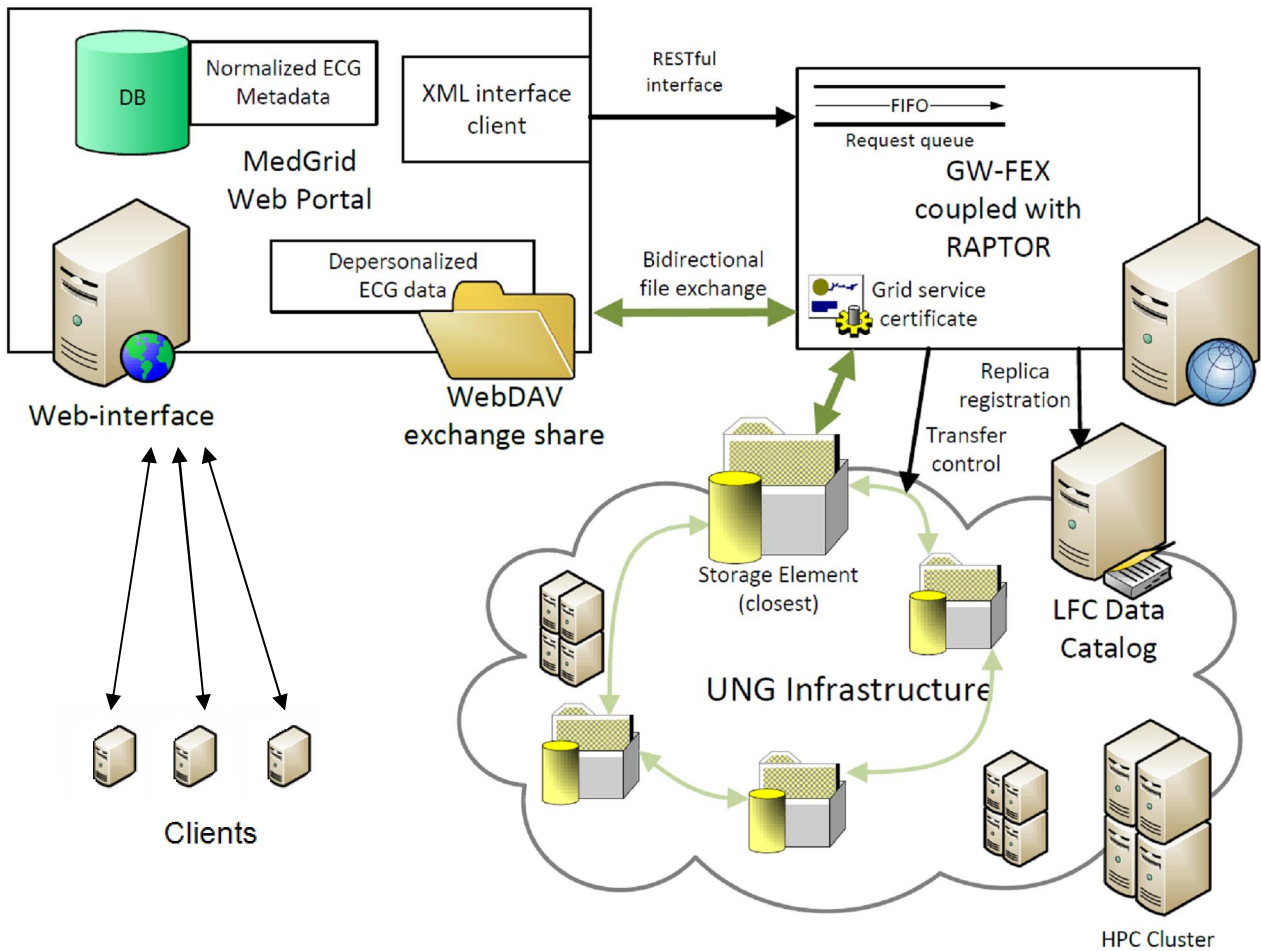 DB
Normalized ECG
Metadata
XML interface
client
MedGrid
Web Portal
Depersonalized
ECG data
Web-interface
WebDAV
exchange share
RESTful
interface
Bidirectional
file exchange
FIFO
Request queue
GW-FEX
coupled with
RAPTOR
Grid service
certificate
Replica
registration
Transfer
control
Storage Element
(closest)
LFC Data
Catalog
UNG Infrastructure
Clients
HPC Cluster